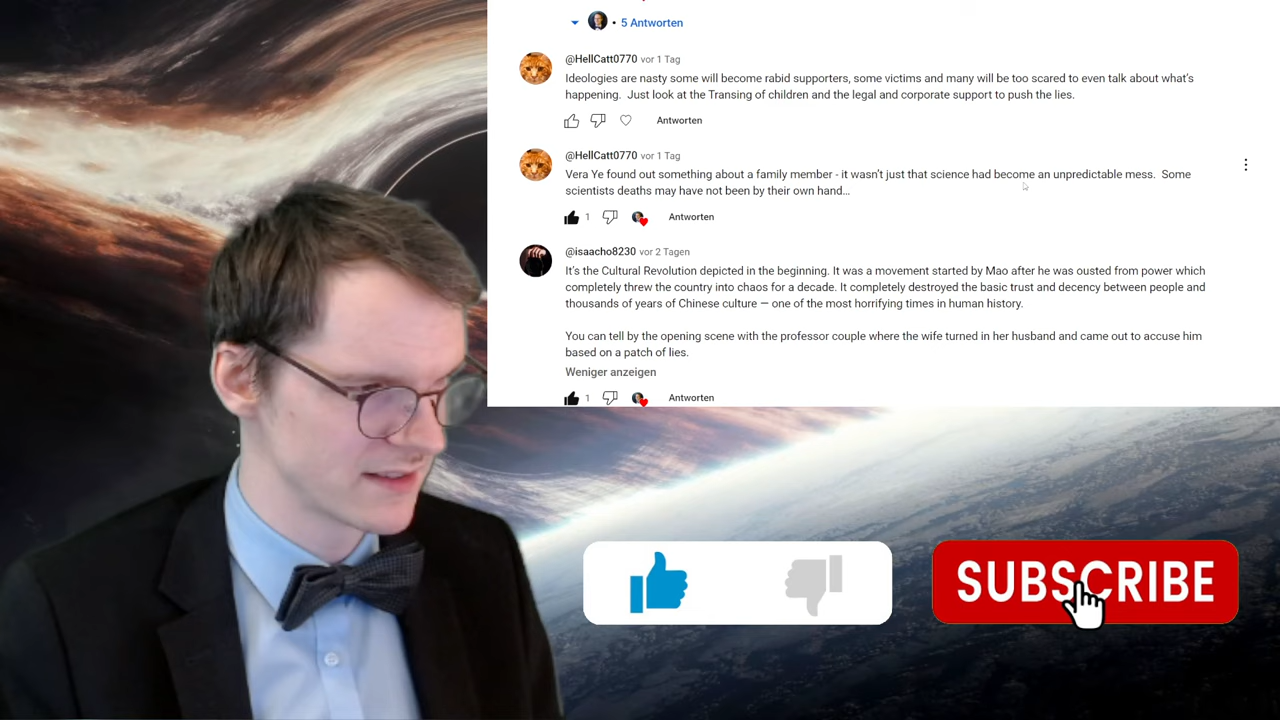 5 Antworten
@HellCatt0770 vor 1 Tag
Ideologies are nasty some will become rabid supporters, some victims and many will be too scared to even talk about what's
happening.  Just look at the Transing of children and the legal and corporate support to push the lies.
Antworten
@HellCatt0770 vor 1 Tag
Vera Ye found out something about a family member - it wasn't just that science had become an unpredictable mess.  Some
scientists deaths may have not been by their own hand...
1 Antworten
@isaacho8230 vor 2 Tagen
It's the Cultural Revolution depicted in the beginning. It was a movement started by Mao after he was ousted from power which
completely threw the country into chaos for a decade. It completely destroyed the basic trust and decency between people and
thousands of years of Chinese culture — one of the most horrifying times in human history.
You can tell by the opening scene with the professor couple where the wife turned in her husband and came out to accuse him
based on a patch of lies.
Weniger anzeigen
1 Antworten
SUBSCRIBE